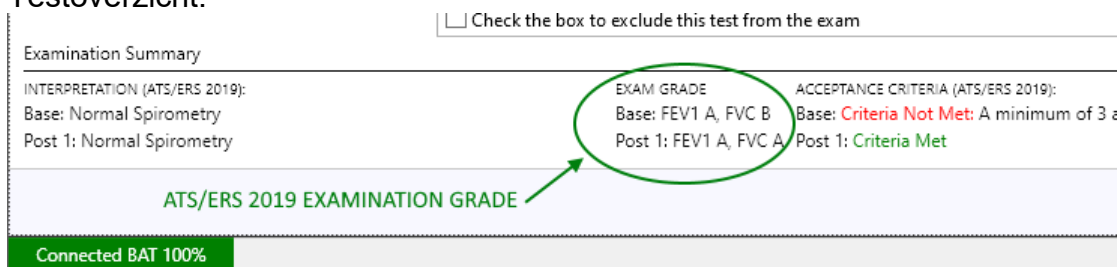 Testoverzicht:
Check the box to exclude this test from the exam
Examination Summary
INTERPRETATION (ATS/ERS 2019): EXAM GRADE ACCEPTANCE CRITERIA (ATS/ERS 2019):
Base: Normal Spirometry Base: FEV1 A, FVC B Base: Criteria Not Met: A minimum of 3 a
Post 1: Normal Spirometry Post 1: FEV1 A, FVC A Post 1: Criteria Met
ATS/ERS 2019 EXAMINATION GRADE
Connected BAT 100%